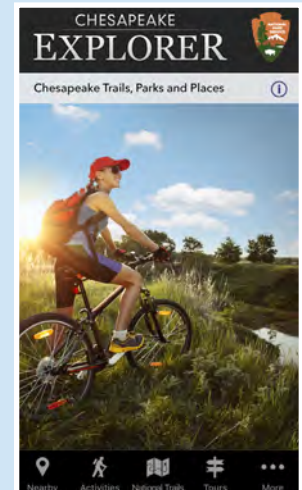 CHESAPEAKE
EXPLORER
Chesapeake Trails, Parks and Places
Nearby
Activities
National Trails
Tours
More